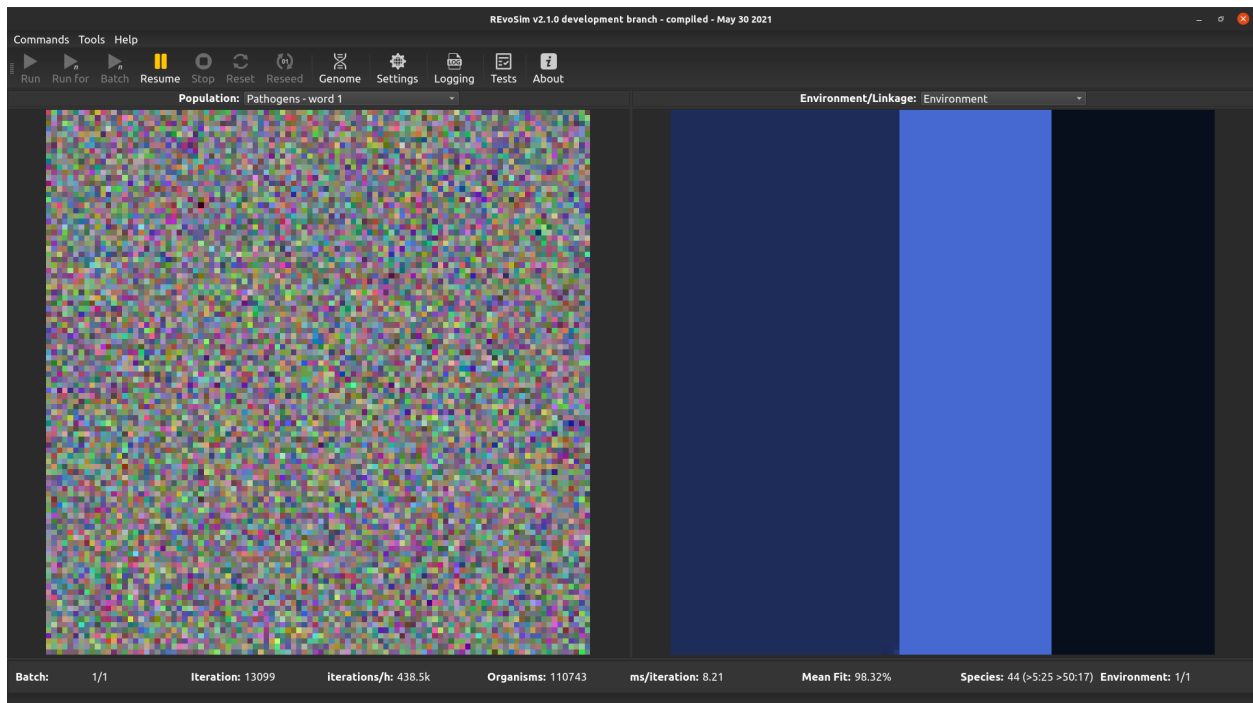 REvoSim v2.1.0 development branch - compiled - May 30 2021
Commands Tools Help
Run Run for Batch Resume Stop Reset Reseed Genome Settings Logging Tests About
Population: Pathogens - word 1 Environment/Linkage: Environment
Batch: 1/1 Iteration: 13099 iterations/h: 438.5k Organisms: 110743 ms/iteration: 8.21 Mean Fit: 98.32% Species: 44 (>5:25 >50:17) Environment: 1/1